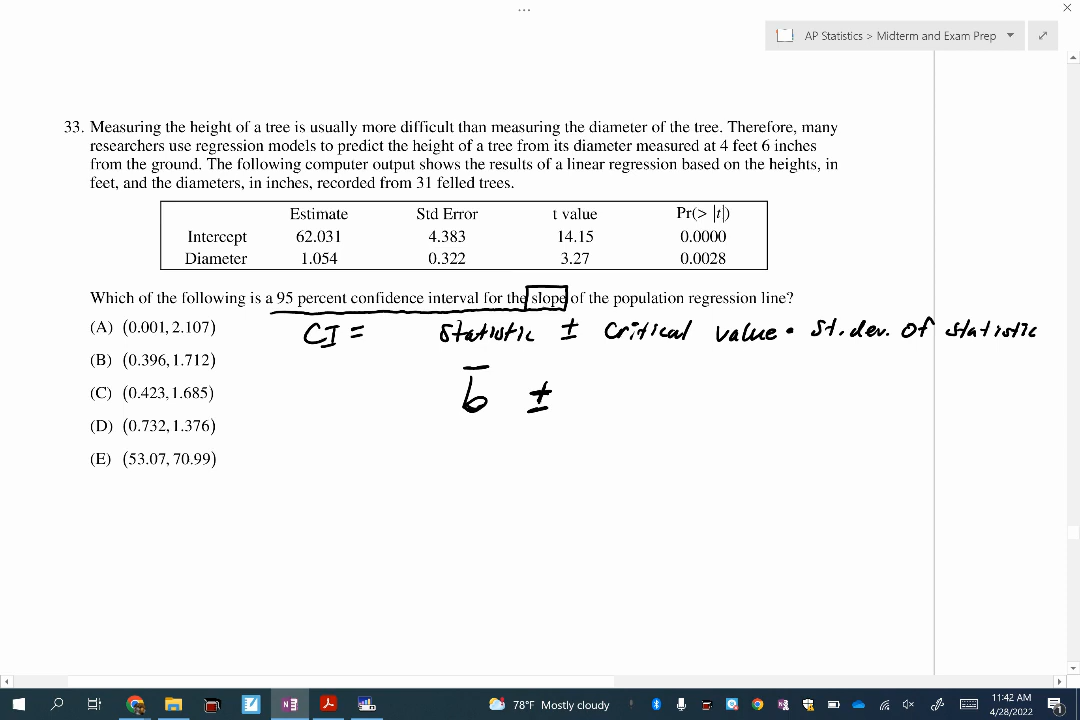 ...
AP Statistics > Midterm and Exam Prep
33. Measuring the height of a tree is usually more difficult than measuring the diameter of the tree. Therefore, many
researchers use regression models to predict the height of a tree from its diameter measured at 4 feet 6 inches
from the ground. The following computer output shows the results of a linear regression based on the heights, in
feet, and the diameters, in inches, recorded from 31 felled trees.
Estimate Std Error t value Pr(> |t|)
Intercept 62.031 4.383 14.15 0.0000
Diameter 1.054 0.322 3.27 0.0028
Which of the following is a 95 percent confidence interval for the slope of the population regression line?
(A) (0.001, 2.107)
CI = Statistic ± Critical value • St. dev. of statistic
(B) (0.396, 1.712)
(C) (0.423, 1.685)
b ±
(D) (0.732, 1.376)
(E) (53.07, 70.99)
78°F Mostly cloudy
11:42 AM
4/28/2022